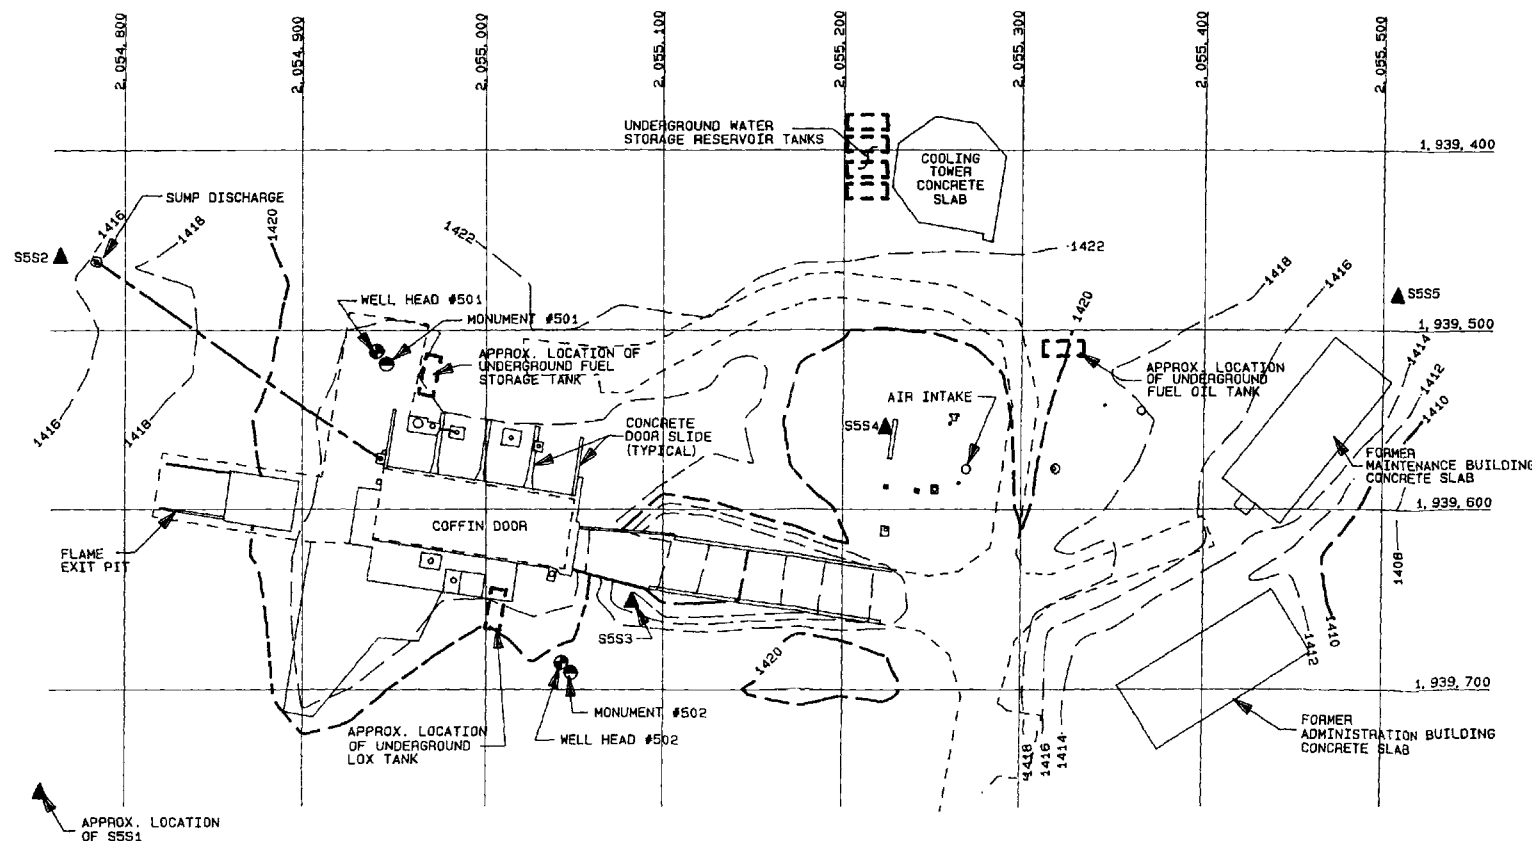 2,054,800
2,054,900
2,055,000
2,055,100
2,055,200
2,055,300
2,055,400
2,055,500
UNDERGROUND WATER
STORAGE RESERVOIR TANKS
COOLING
TOWER
CONCRETE
SLAB
1,939,400
SUMP DISCHARGE
1416
1418
1420
1422
1422
S5S2
1418
1416
S5S5
WELL HEAD #501
MONUMENT #501
1420
1,939,500
APPROX. LOCATION OF
UNDERGROUND FUEL
STORAGE TANK
APPROX. LOCATION
OF UNDERGROUND
FUEL OIL TANK
1414
1412
1410
AIR INTAKE
S5S4
CONCRETE
DOOR SLIDE
(TYPICAL)
1416
1418
FORMER
MAINTENANCE BUILDING
CONCRETE SLAB
1,939,600
COFFIN DOOR
FLAME
EXIT PIT
1408
S5S3
1420
1412
1410
1,939,700
MONUMENT #502
WELL HEAD #502
APPROX. LOCATION
OF UNDERGROUND
LOX TANK
1418
1416
1414
FORMER
ADMINISTRATION BUILDING
CONCRETE SLAB
APPROX. LOCATION
OF S5S1